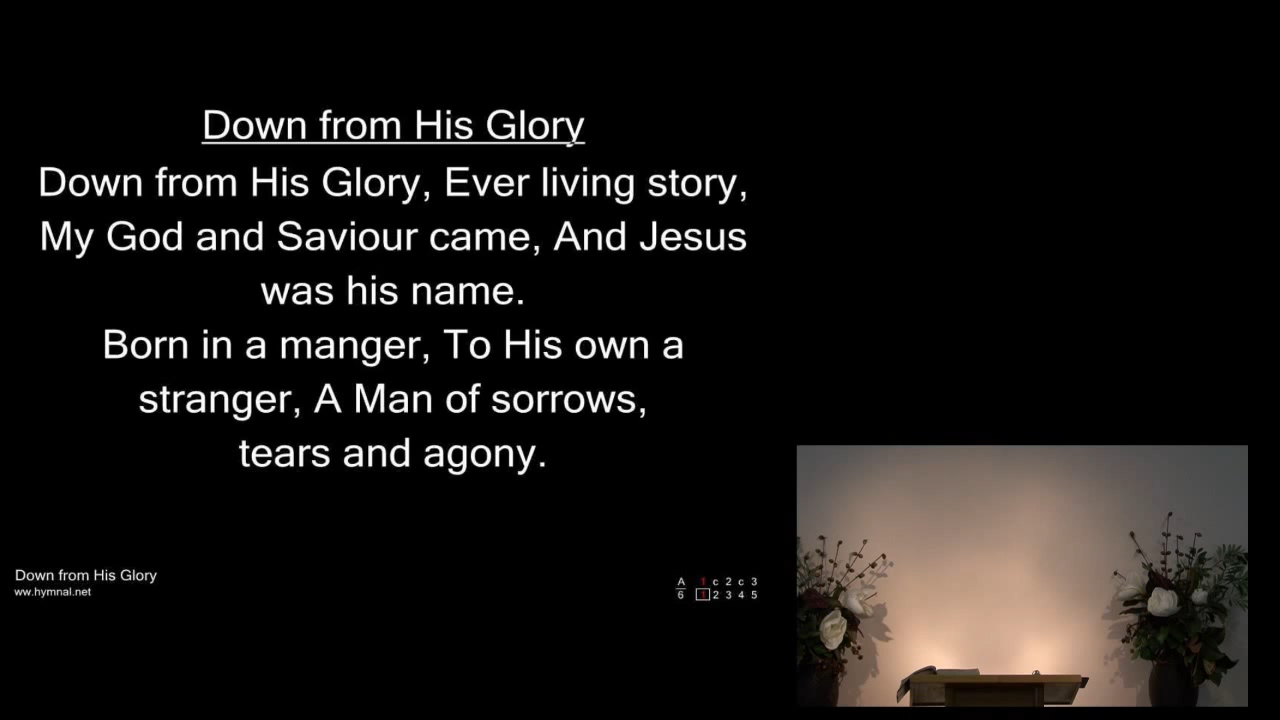 Down from His Glory
Down from His Glory, Ever living story,
My God and Saviour came, And Jesus
was his name.
Born in a manger, To His own a
stranger, A Man of sorrows,
tears and agony.
Down from His Glory
ww.hymnal.net
A 1 c 2 c 3
6 1 2 3 4 5